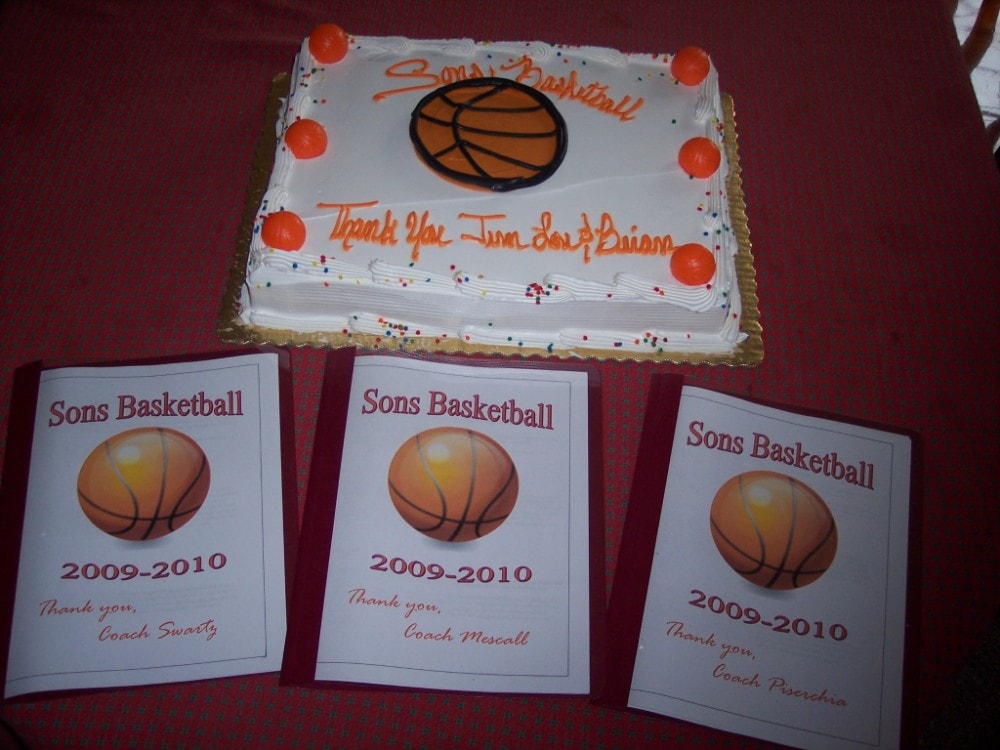 Sons Basketball
Thank You Jim Lou & Brian
Sons Basketball
2009-2010
Thank you,
Coach Swartz
Sons Basketball
2009-2010
Thank you,
Coach Mescall
Sons Basketball
2009-2010
Thank you,
Coach Piserchia